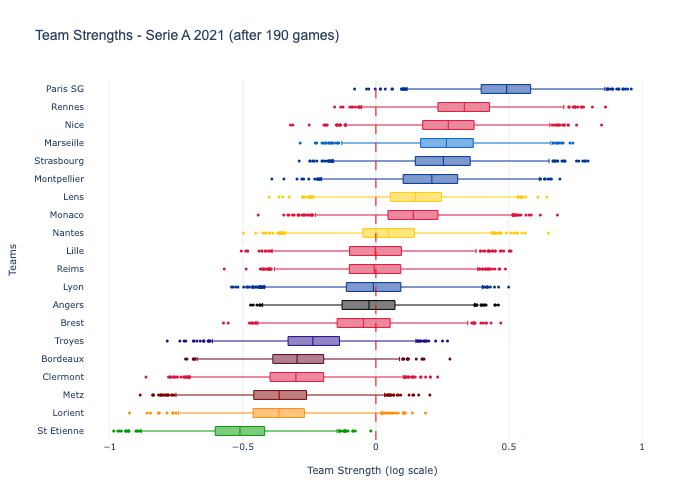 Team Strengths - Serie A 2021 (after 190 games)
Paris SG
Rennes
Nice
Marseille
Strasbourg
Montpellier
Lens
Monaco
Nantes
Lille
Reims
Lyon
Angers
Brest
Troyes
Bordeaux
Clermont
Metz
Lorient
St Etienne
Teams
−1 −0.5 0 0.5 1
Team Strength (log scale)